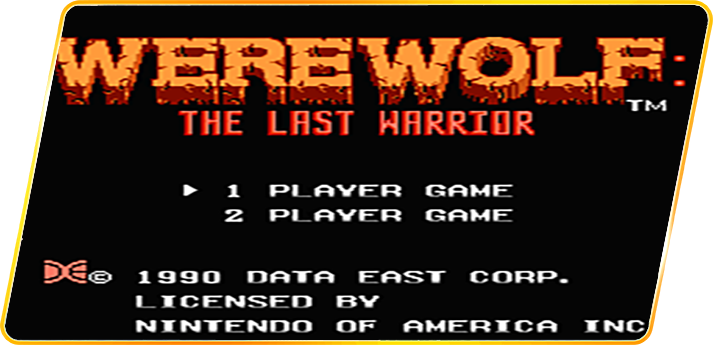 WEREWOLF:
TM
THE LAST WARRIOR
1 PLAYER GAME
2 PLAYER GAME
DE© 1990 DATA EAST CORP.
LICENSED BY
NINTENDO OF AMERICA INC